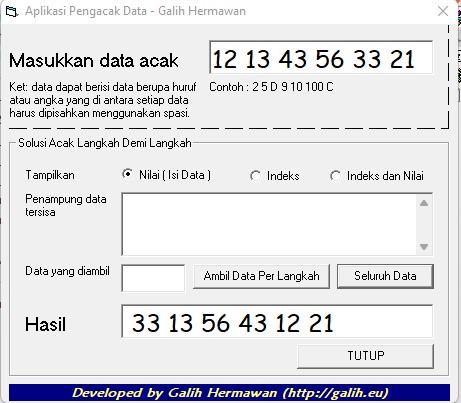 Aplikasi Pengacak Data - Galih Hermawan
Masukkan data acak
12 13 43 56 33 21
Ket: data dapat berisi data berupa huruf
atau angka yang di antara setiap data
harus dipisahkan menggunakan spasi.
Contoh : 2 5 D 9 10 100 C
Solusi Acak Langkah Demi Langkah
Tampilkan
Nilai ( Isi Data )
Indeks
Indeks dan Nilai
Penampung data
tersisa
Data yang diambil
Ambil Data Per Langkah
Seluruh Data
Hasil
33 13 56 43 12 21
TUTUP
Developed by Galih Hermawan (http://galih.eu)